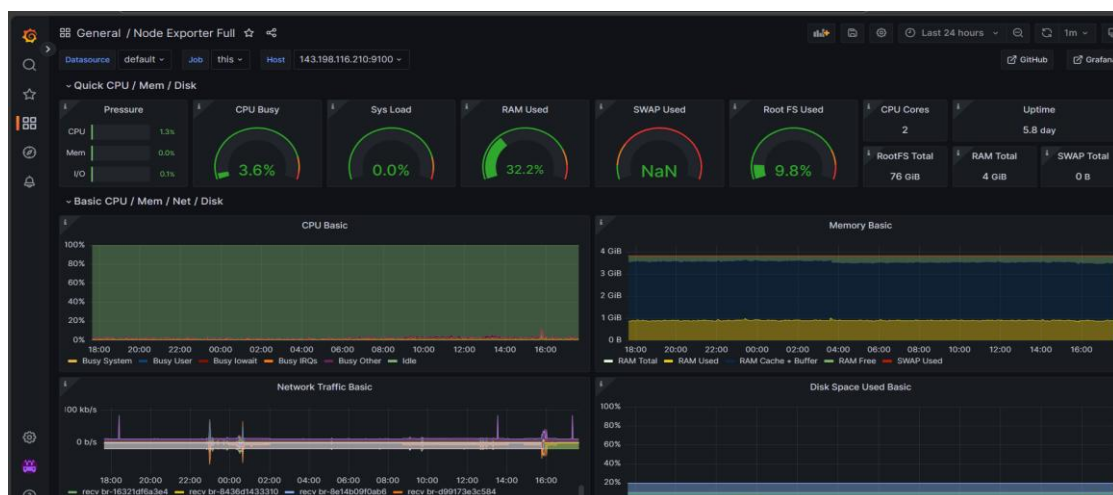 General / Node Exporter Full
Last 24 hours
1m
Datasource default
Job this
Host 143.198.116.210:9100
GitHub
Grafana
Quick CPU / Mem / Disk
Pressure
CPU 1.3%
Mem 0.0%
I/O 0.1%
CPU Busy
3.6%
Sys Load
0.0%
RAM Used
32.2%
SWAP Used
NaN
Root FS Used
9.8%
CPU Cores
2
Uptime
5.8 day
RootFS Total
76 GiB
RAM Total
4 GiB
SWAP Total
0 B
Basic CPU / Mem / Net / Disk
CPU Basic
100%
80%
60%
40%
20%
0%
18:00 20:00 22:00 00:00 02:00 04:00 06:00 08:00 10:00 12:00 14:00 16:00
Busy System Busy User Busy Iowait Busy IRQs Busy Other Idle
Memory Basic
4 GiB
3 GiB
2 GiB
1 GiB
0 B
18:00 20:00 22:00 00:00 02:00 04:00 06:00 08:00 10:00 12:00 14:00 16:00
RAM Total RAM Used RAM Cache + Buffer RAM Free SWAP Used
Network Traffic Basic
0 b/s
18:00 20:00 22:00 00:00 02:00 04:00 06:00 08:00 10:00 12:00 14:00 16:00
recv br-16321df6a3e4 recv br-8436d1433310 recv br-8e14b09f0ab6 recv br-d99173e3c584
Disk Space Used Basic
100%
80%
60%
40%
20%